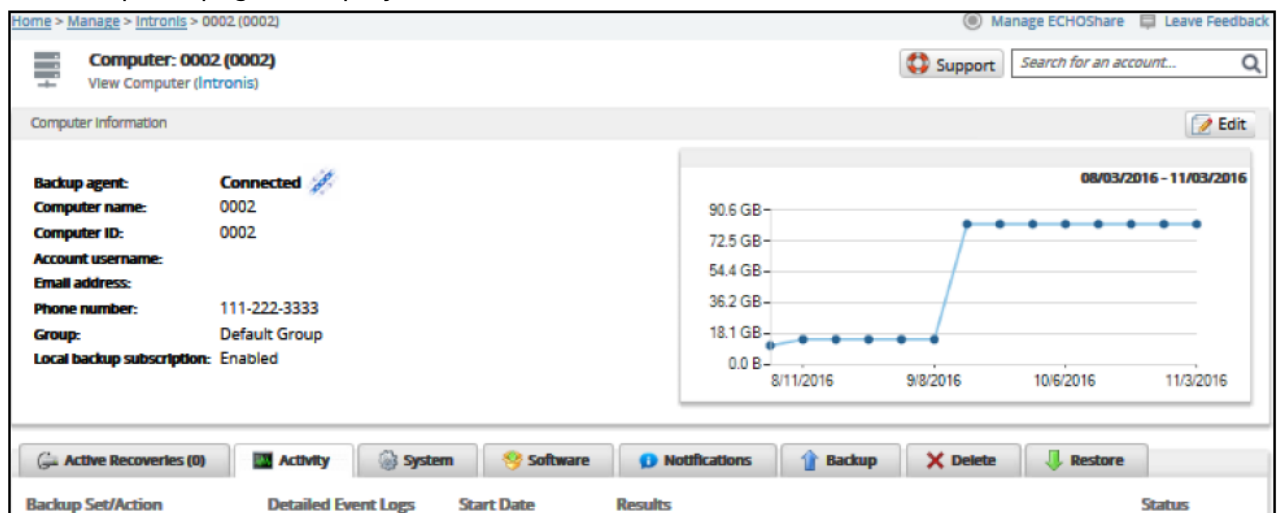 Home > Manage > Intronis > 0002 (0002)
Manage ECHOShare
Leave Feedback
Computer: 0002 (0002)
View Computer (Intronis)
Support
Search for an account...
Computer Information
Edit
Backup agent: Connected
Computer name: 0002
Computer ID: 0002
Account username:
Email address:
Phone number: 111-222-3333
Group: Default Group
Local backup subscription: Enabled
08/03/2016 - 11/03/2016
90.6 GB
72.5 GB
54.4 GB
36.2 GB
18.1 GB
0.0 B
8/11/2016 9/8/2016 10/6/2016 11/3/2016
Active Recoveries (0) Activity System Software Notifications Backup Delete Restore
Backup Set/Action Detailed Event Logs Start Date Results Status